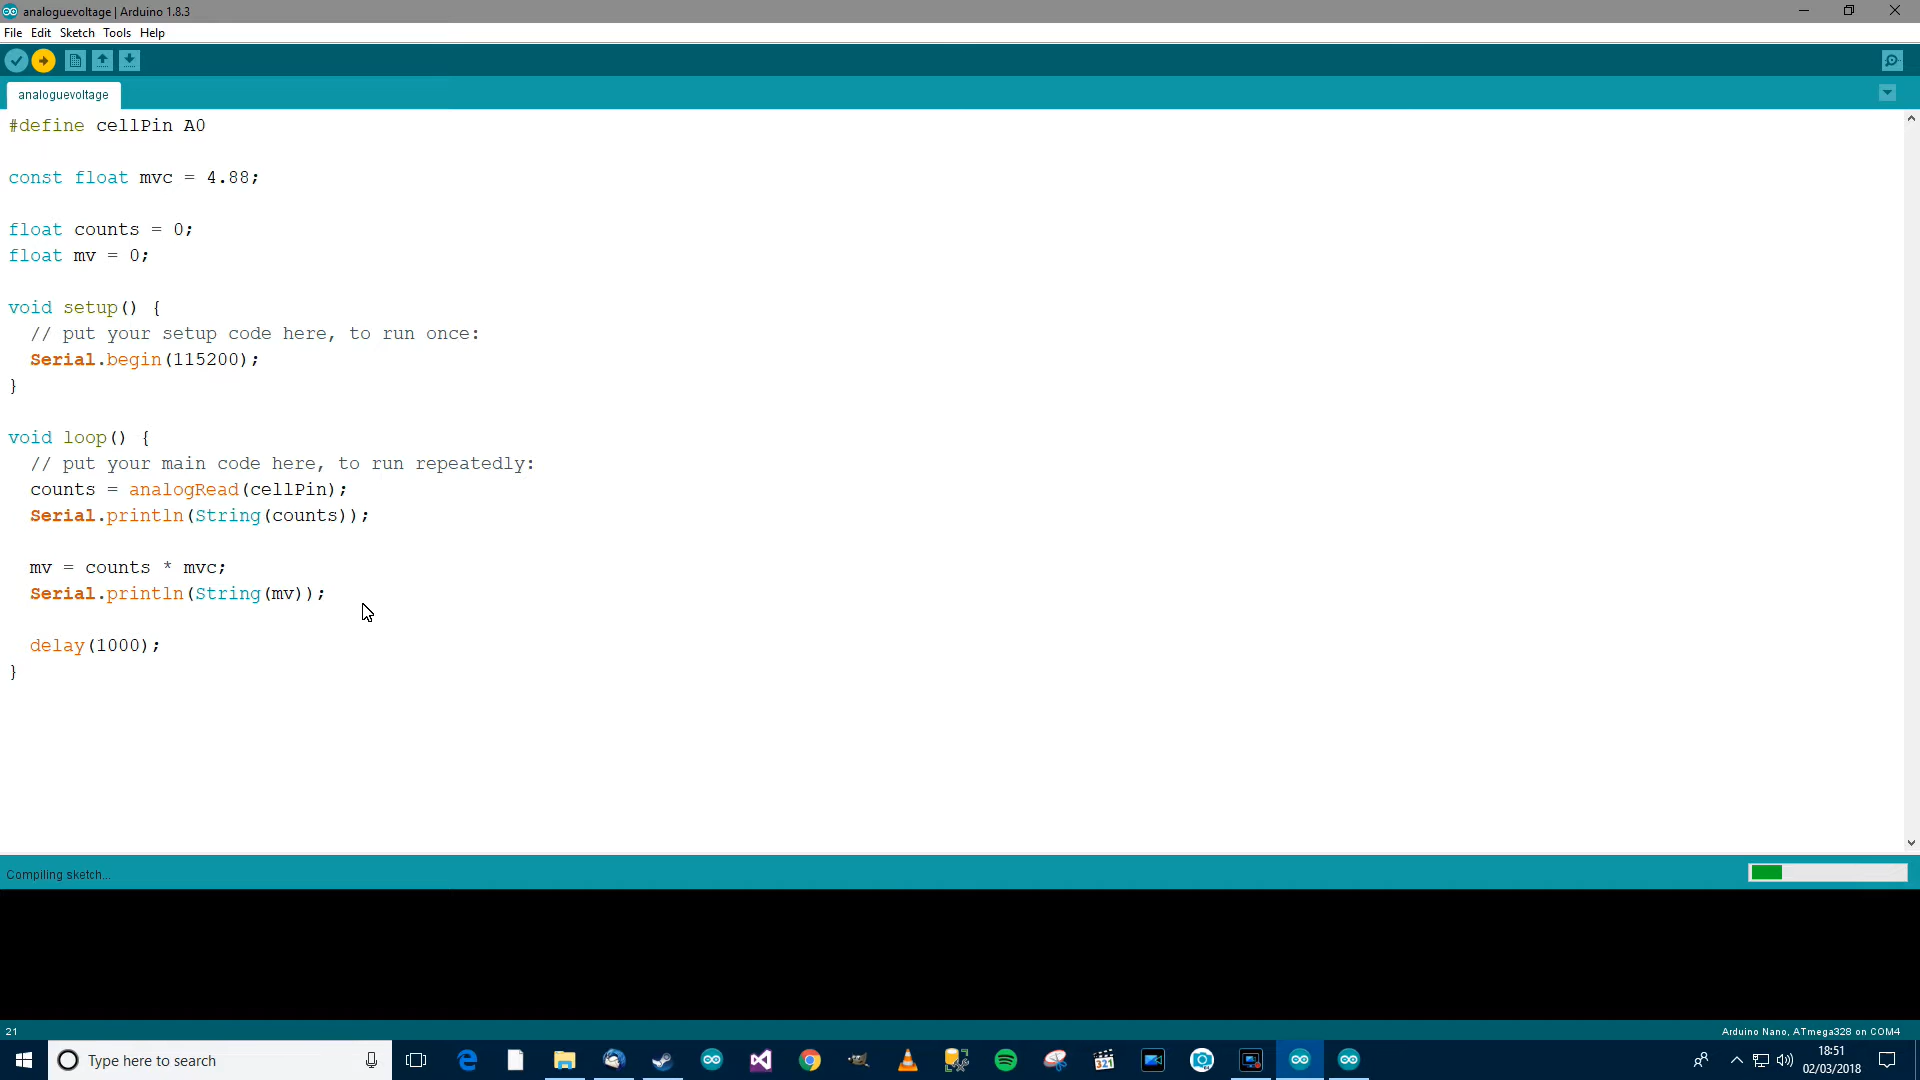 analoguevoltage | Arduino 1.8.3
File Edit Sketch Tools Help
analoguevoltage
#define cellPin A0
const float mvc = 4.88;
float counts = 0;
float mv = 0;
void setup() {
// put your setup code here, to run once:
Serial.begin(115200);
}
void loop() {
// put your main code here, to run repeatedly:
counts = analogRead(cellPin);
Serial.println(String(counts));
mv = counts * mvc;
Serial.println(String(mv));
delay(1000);
}
Compiling sketch...
21
Arduino Nano, ATmega328 on COM4
Type here to search
321
18:51
02/03/2018